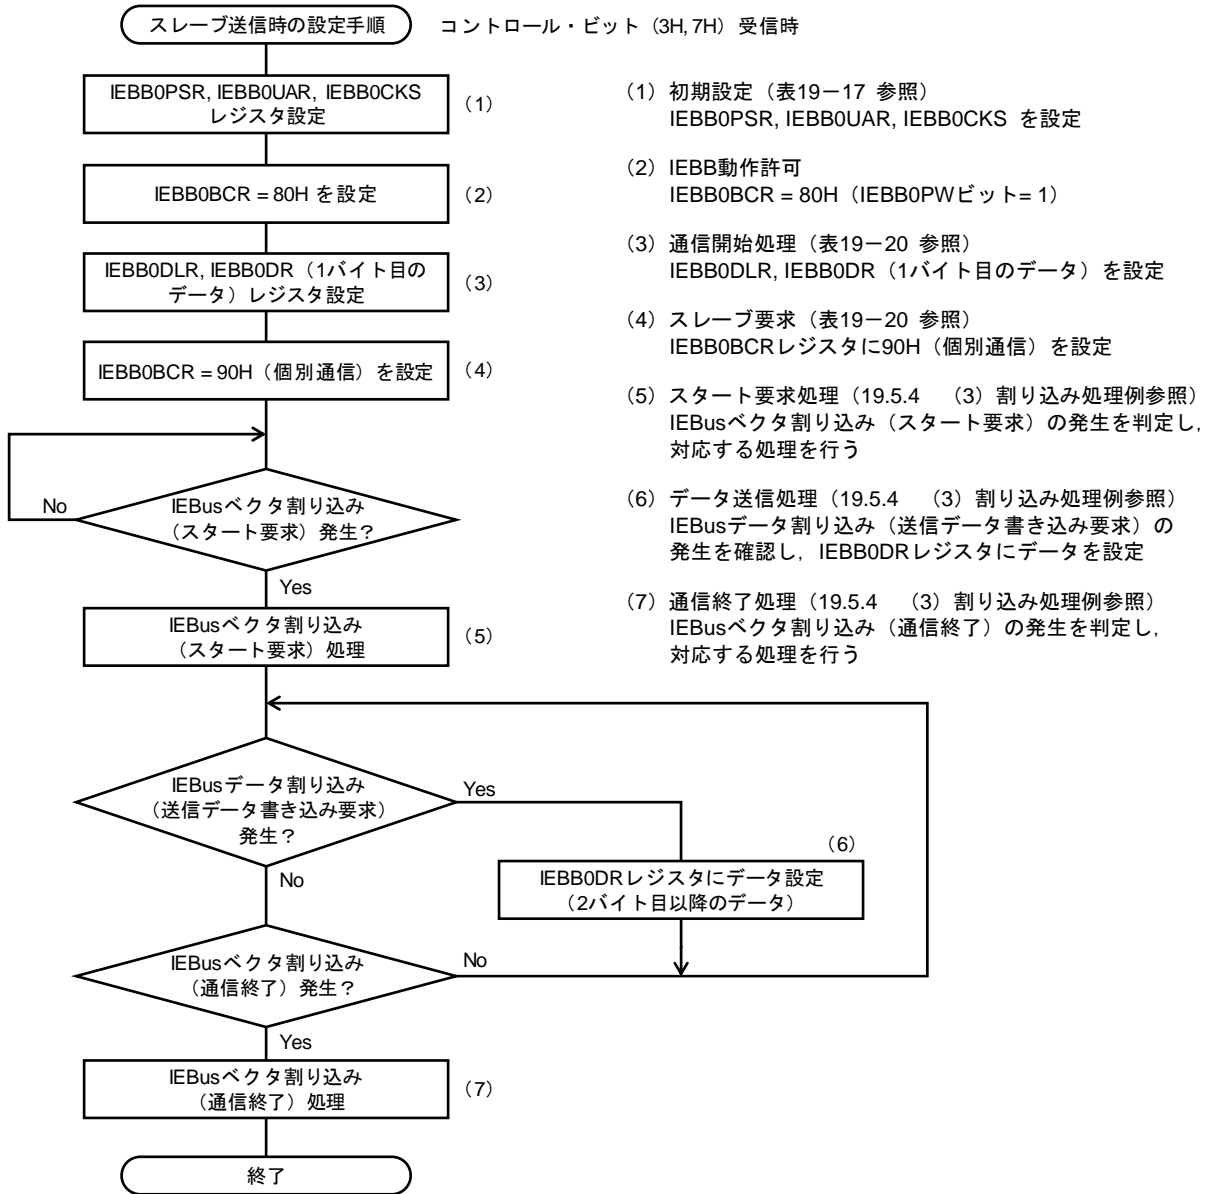 スレーブ送信時の設定手順
コントロール・ビット（3H, 7H）受信時
IEBB0PSR, IEBB0UAR, IEBB0CKS
レジスタ設定
（1）
IEBB0BCR = 80H を設定
（2）
IEBB0DLR, IEBB0DR（1バイト目の
データ）レジスタ設定
（3）
IEBB0BCR = 90H（個別通信）を設定
（4）
No
IEBusベクタ割り込み
（スタート要求）発生？
Yes
IEBusベクタ割り込み
（スタート要求）処理
（5）
IEBusデータ割り込み
（送信データ書き込み要求）
発生？
Yes
（6）
IEBB0DRレジスタにデータ設定
（2バイト目以降のデータ）
No
IEBusベクタ割り込み
（通信終了）発生？
No
Yes
IEBusベクタ割り込み
（通信終了）処理
（7）
終了
（1）初期設定（表19－17 参照）
IEBB0PSR, IEBB0UAR, IEBB0CKS を設定
（2）IEBB動作許可
IEBB0BCR = 80H（IEBB0PWビット= 1）
（3）通信開始処理（表19－20 参照）
IEBB0DLR, IEBB0DR（1バイト目のデータ）を設定
（4）スレーブ要求（表19－20 参照）
IEBB0BCRレジスタに90H（個別通信）を設定
（5）スタート要求処理（19.5.4 （3）割り込み処理例参照）
IEBusベクタ割り込み（スタート要求）の発生を判定し，
対応する処理を行う
（6）データ送信処理（19.5.4 （3）割り込み処理例参照）
IEBusデータ割り込み（送信データ書き込み要求）の
発生を確認し，IEBB0DRレジスタにデータを設定
（7）通信終了処理（19.5.4 （3）割り込み処理例参照）
IEBusベクタ割り込み（通信終了）の発生を判定し，
対応する処理を行う